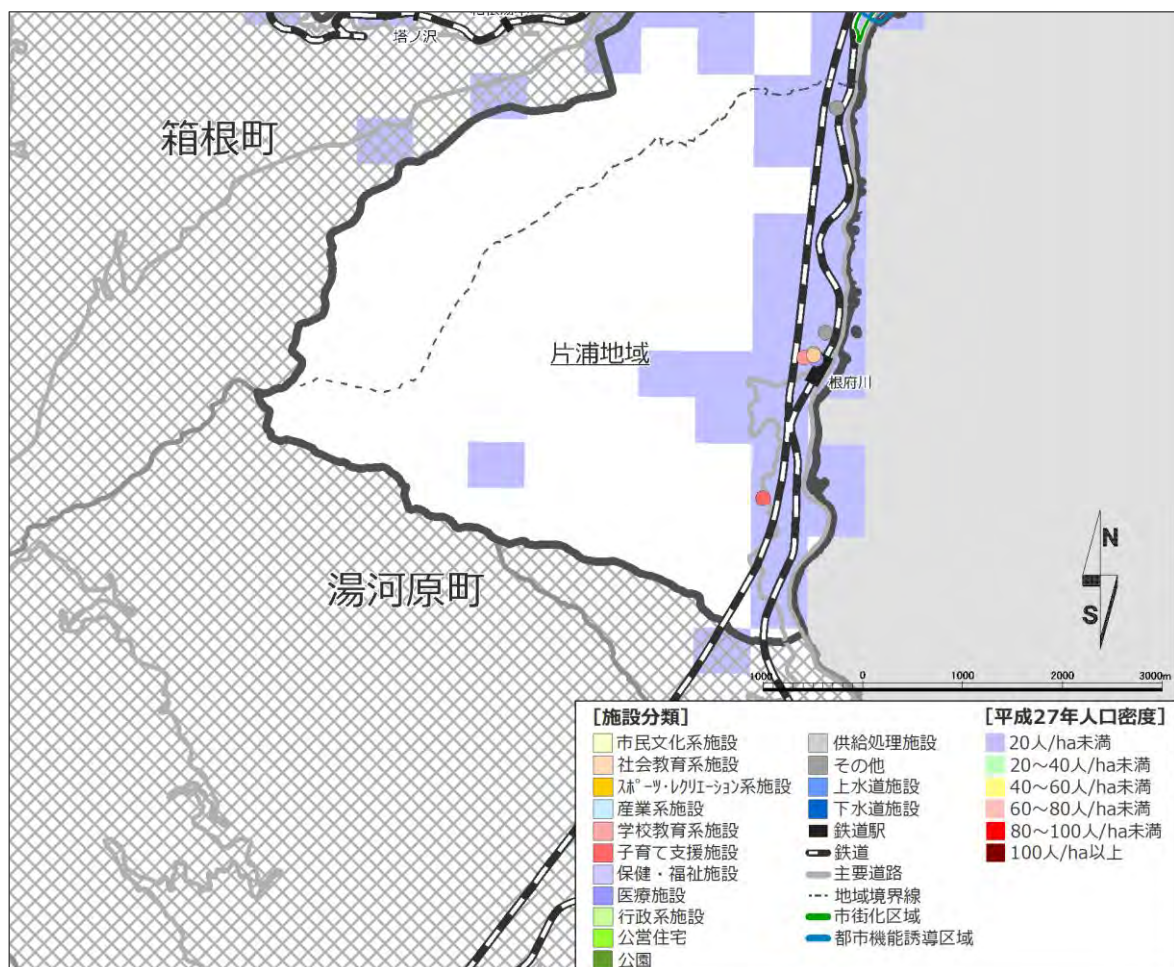 塔ノ沢
箱根町
片浦地域
根府川
湯河原町
N
S
1000 0 1000 2000 3000m
[施設分類]
市民文化系施設
社会教育系施設
ｽﾎﾟｰﾂ･ﾚｸﾘｴｰｼｮﾝ系施設
産業系施設
学校教育系施設
子育て支援施設
保健・福祉施設
医療施設
行政系施設
公営住宅
公園
供給処理施設
その他
上水道施設
下水道施設
鉄道駅
鉄道
主要道路
地域境界線
市街化区域
都市機能誘導区域
[平成27年人口密度]
20人/ha未満
20～40人/ha未満
40～60人/ha未満
60～80人/ha未満
80～100人/ha未満
100人/ha以上